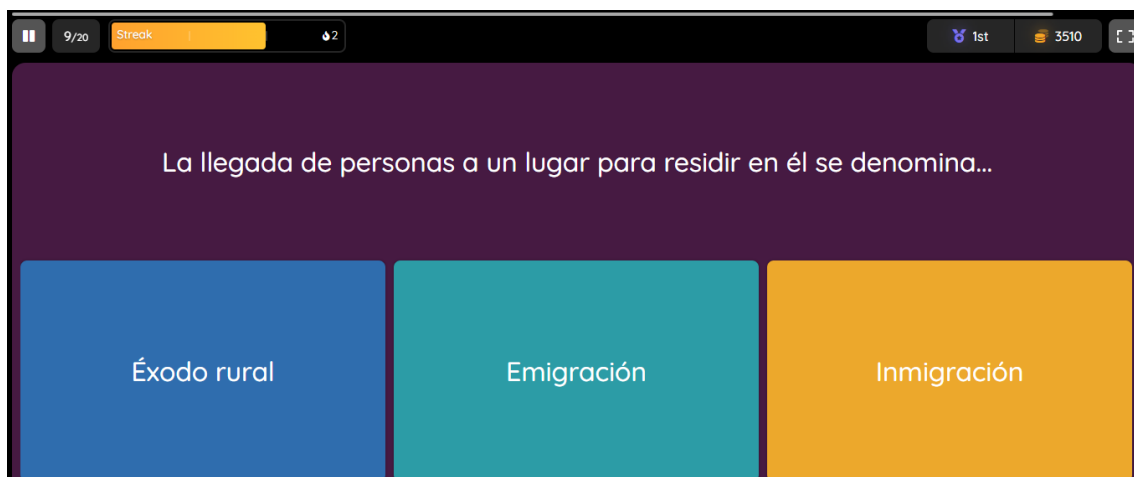 9/20
Streak
2
1st
3510
La llegada de personas a un lugar para residir en él se denomina...
Éxodo rural
Emigración
Inmigración